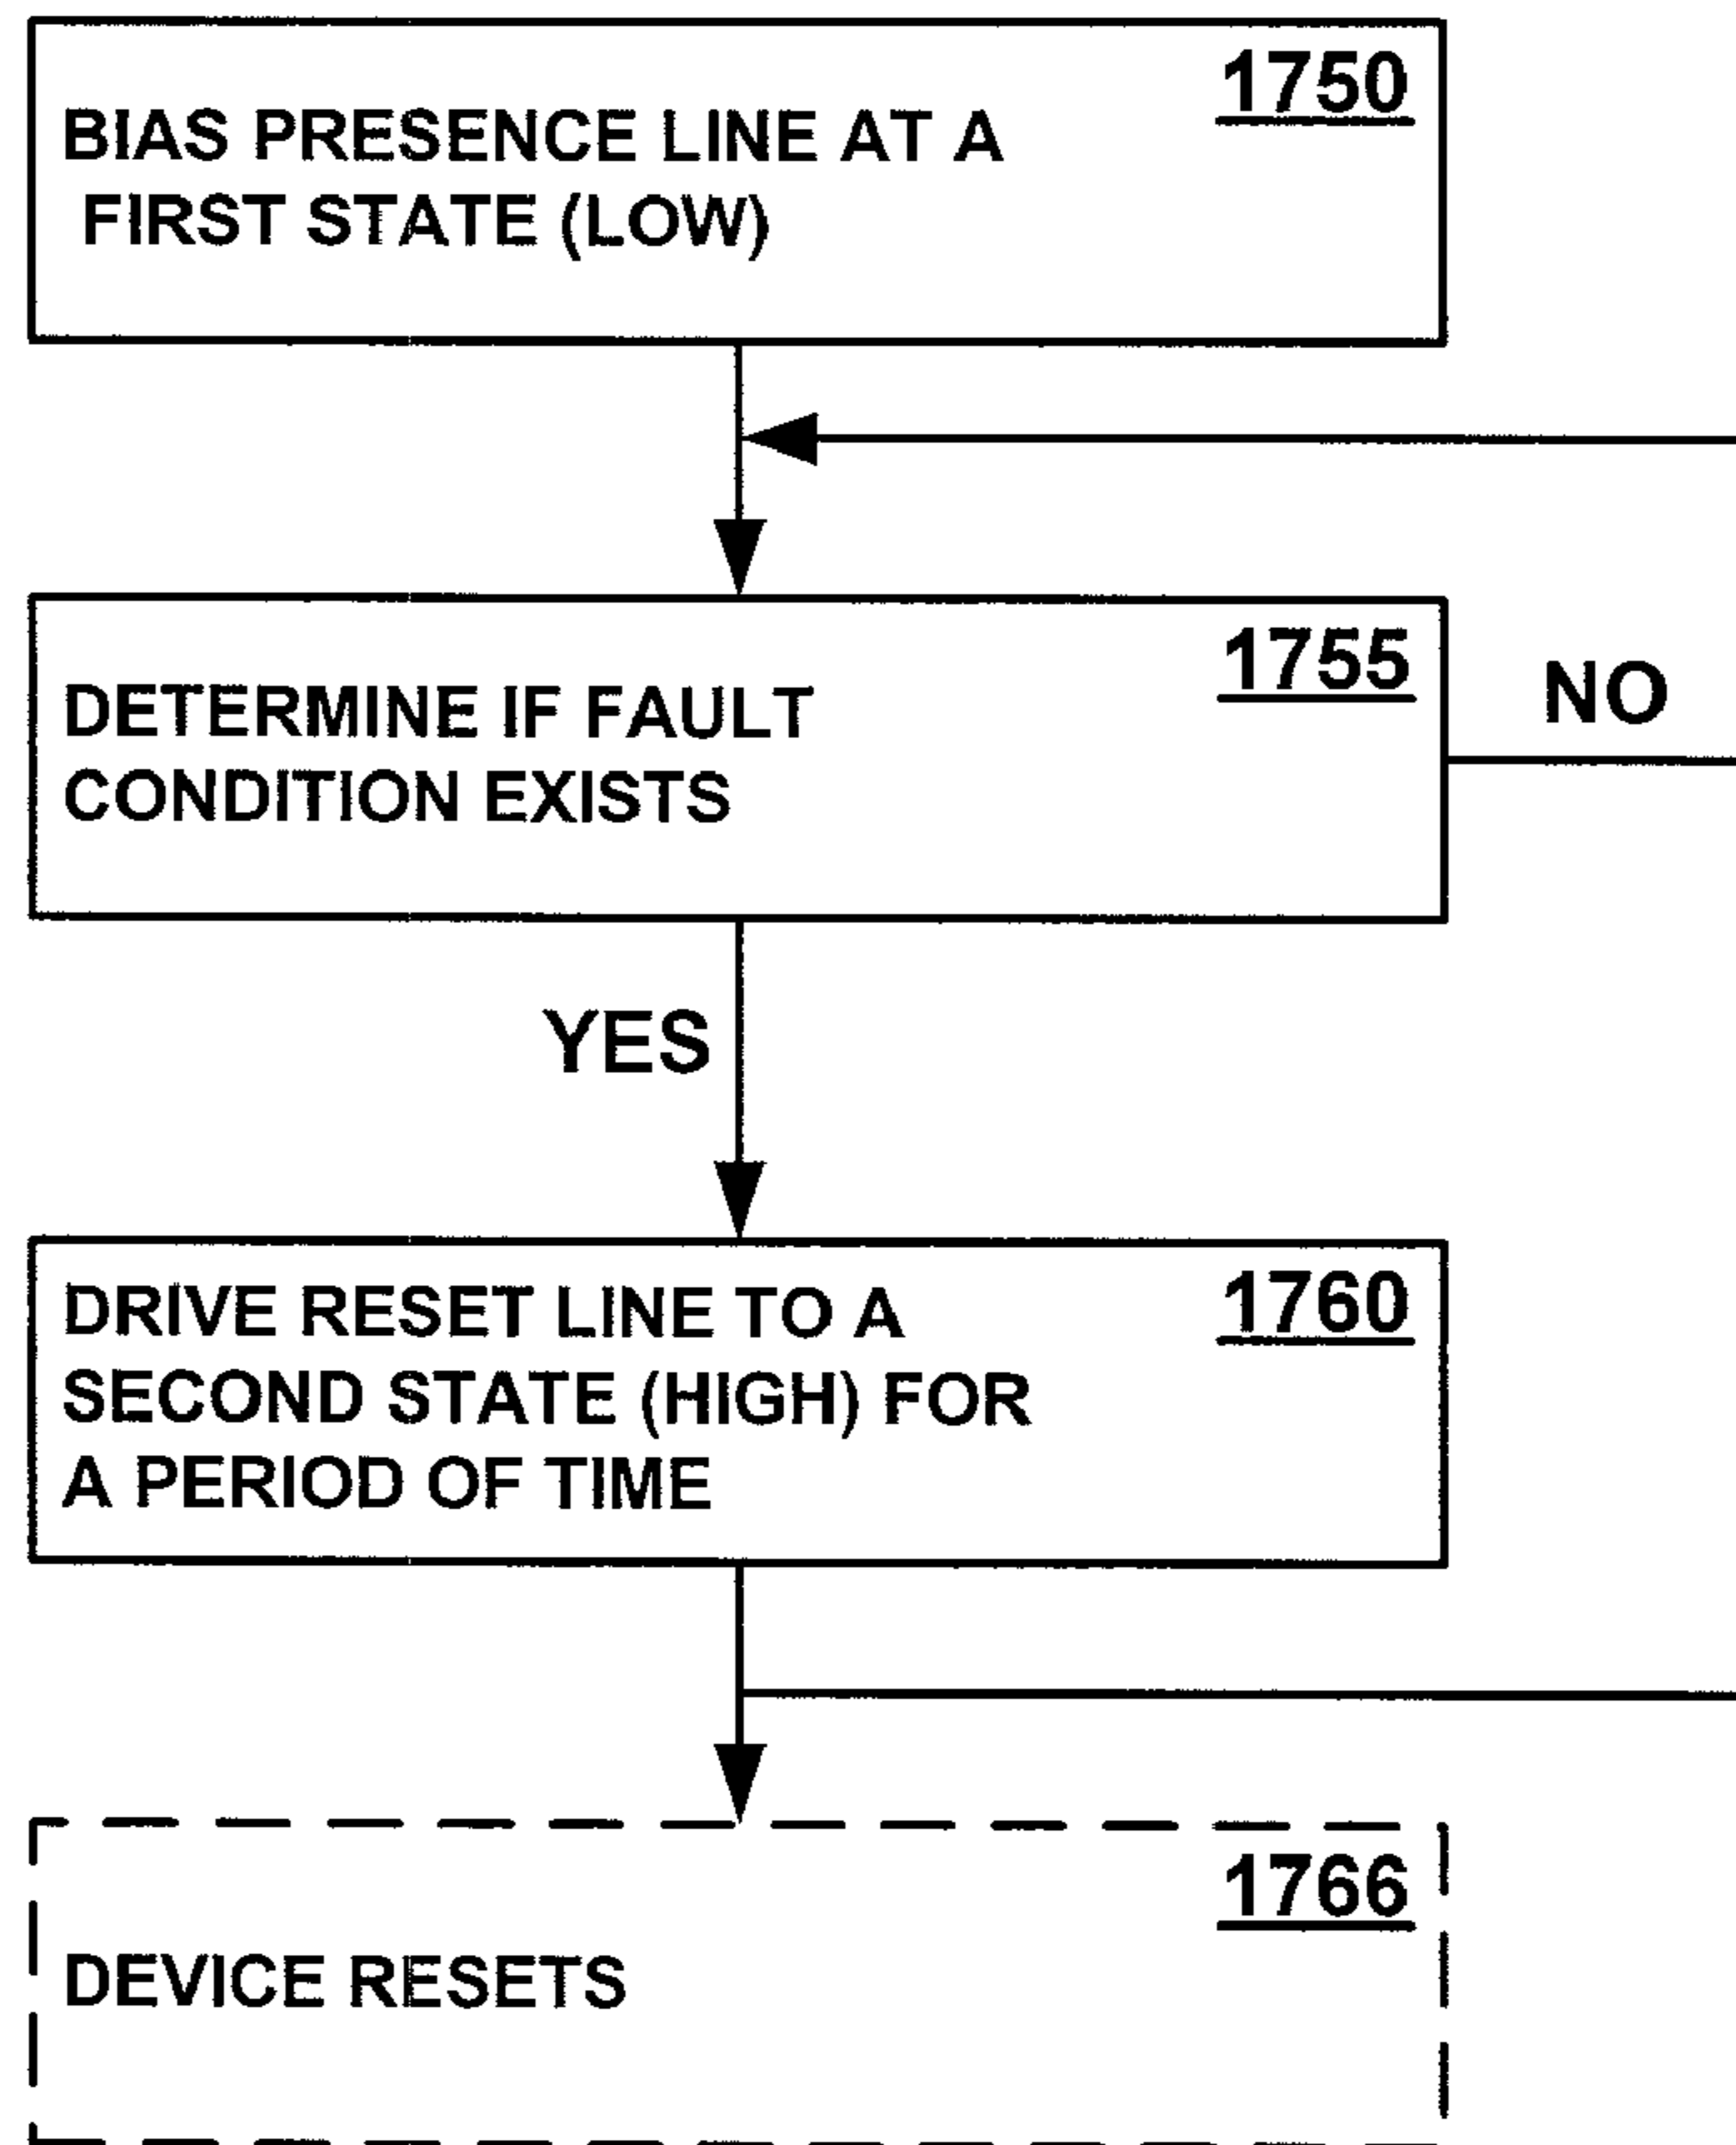 1750
BIAS PRESENCE LINE AT A
FIRST STATE (LOW)
1755
DETERMINE IF FAULT
CONDITION EXISTS
NO
YES
1760
DRIVE RESET LINE TO A
SECOND STATE (HIGH) FOR
A PERIOD OF TIME
1766
DEVICE RESETS